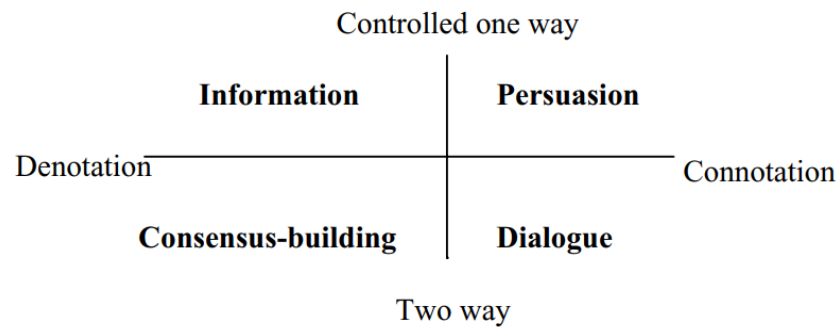 Controlled one way
Information Persuasion
Denotation Connotation
Consensus-building Dialogue
Two way